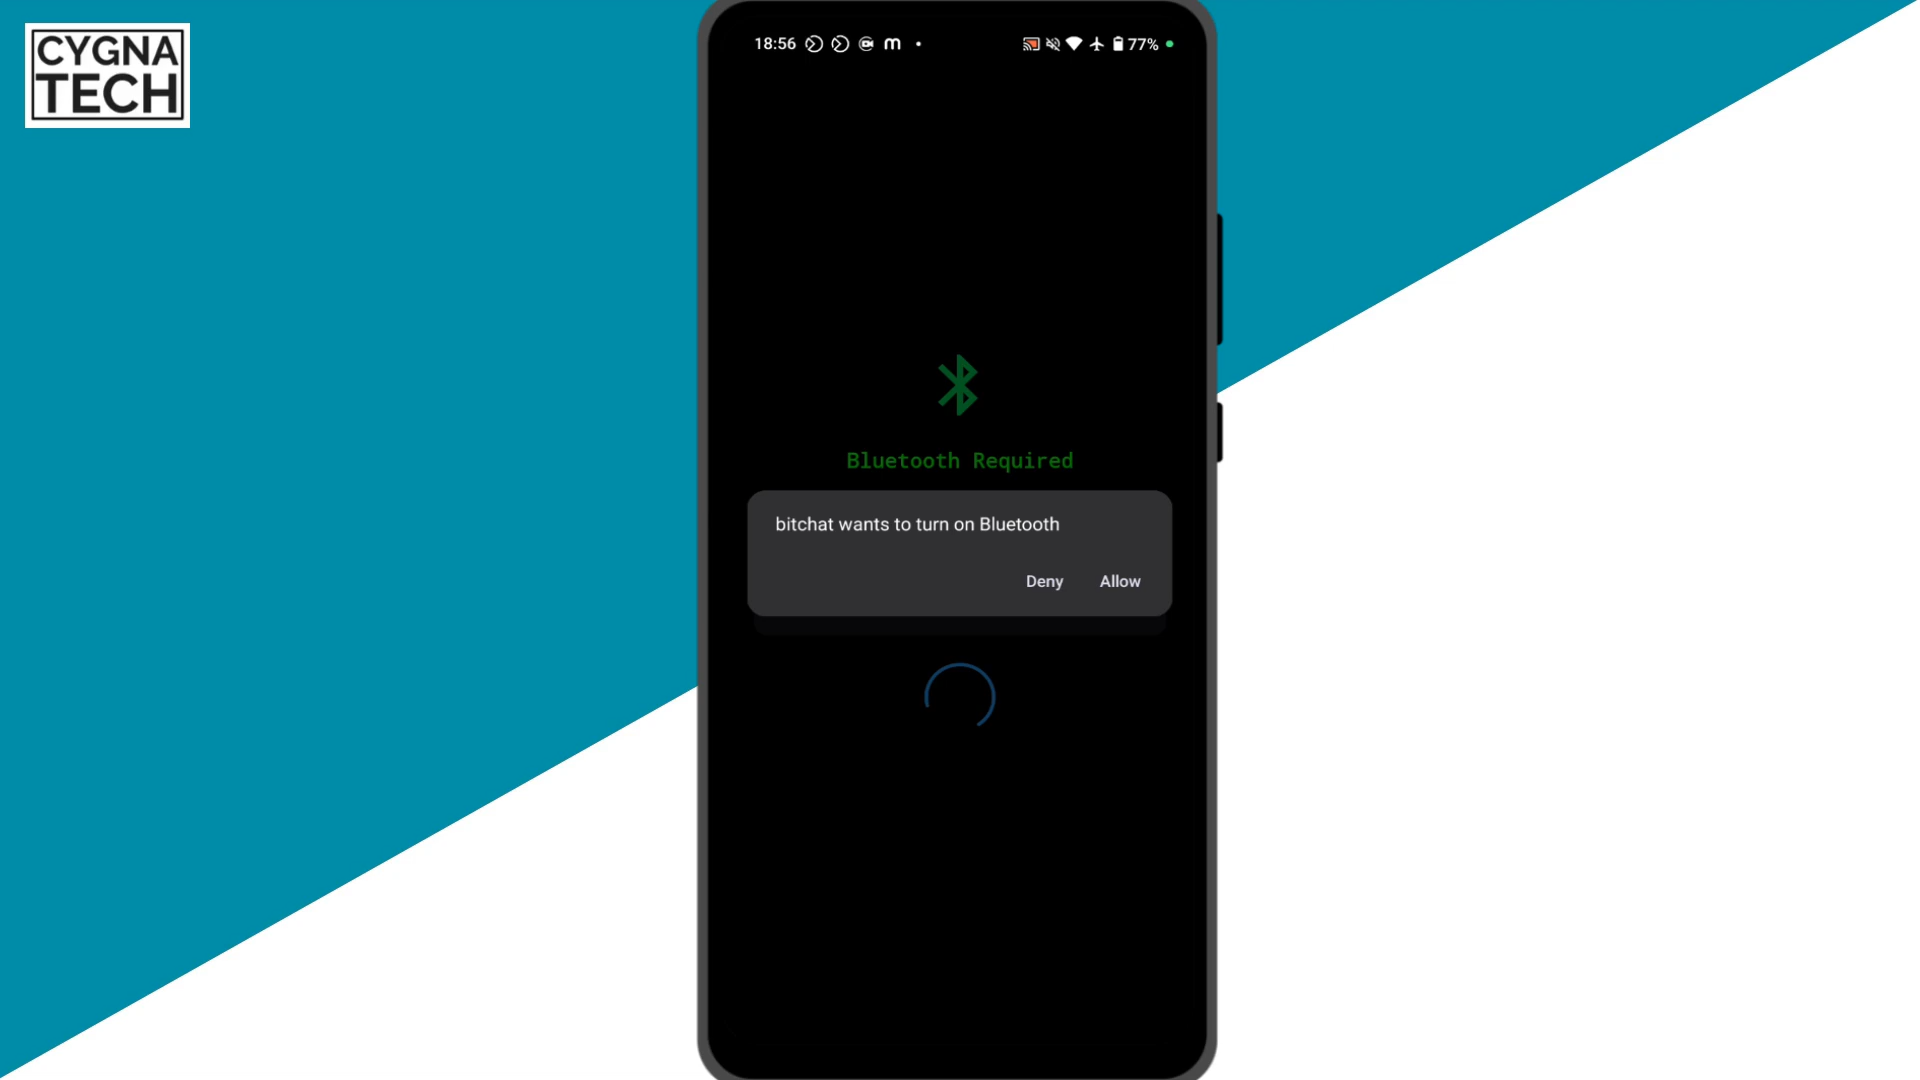 CYGNA
TECH
18:56
77%
Bluetooth Required
bitchat wants to turn on Bluetooth
Deny Allow